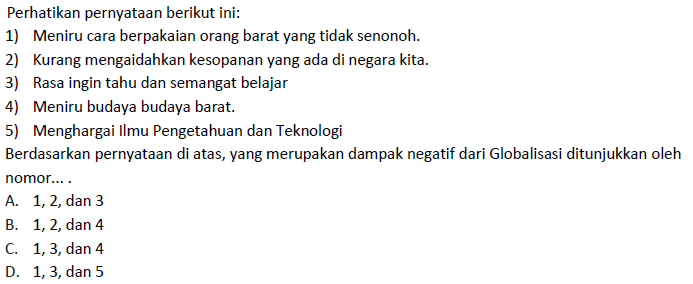 Perhatikan pernyataan berikut ini:
1) Meniru cara berpakaian orang barat yang tidak senonoh.
2) Kurang mengaidahkan kesopanan yang ada di negara kita.
3) Rasa ingin tahu dan semangat belajar
4) Meniru budaya budaya barat.
5) Menghargai Ilmu Pengetahuan dan Teknologi
Berdasarkan pernyataan di atas, yang merupakan dampak negatif dari Globalisasi ditunjukkan oleh
nomor... .
A. 1, 2, dan 3
B. 1, 2, dan 4
C. 1, 3, dan 4
D. 1, 3, dan 5